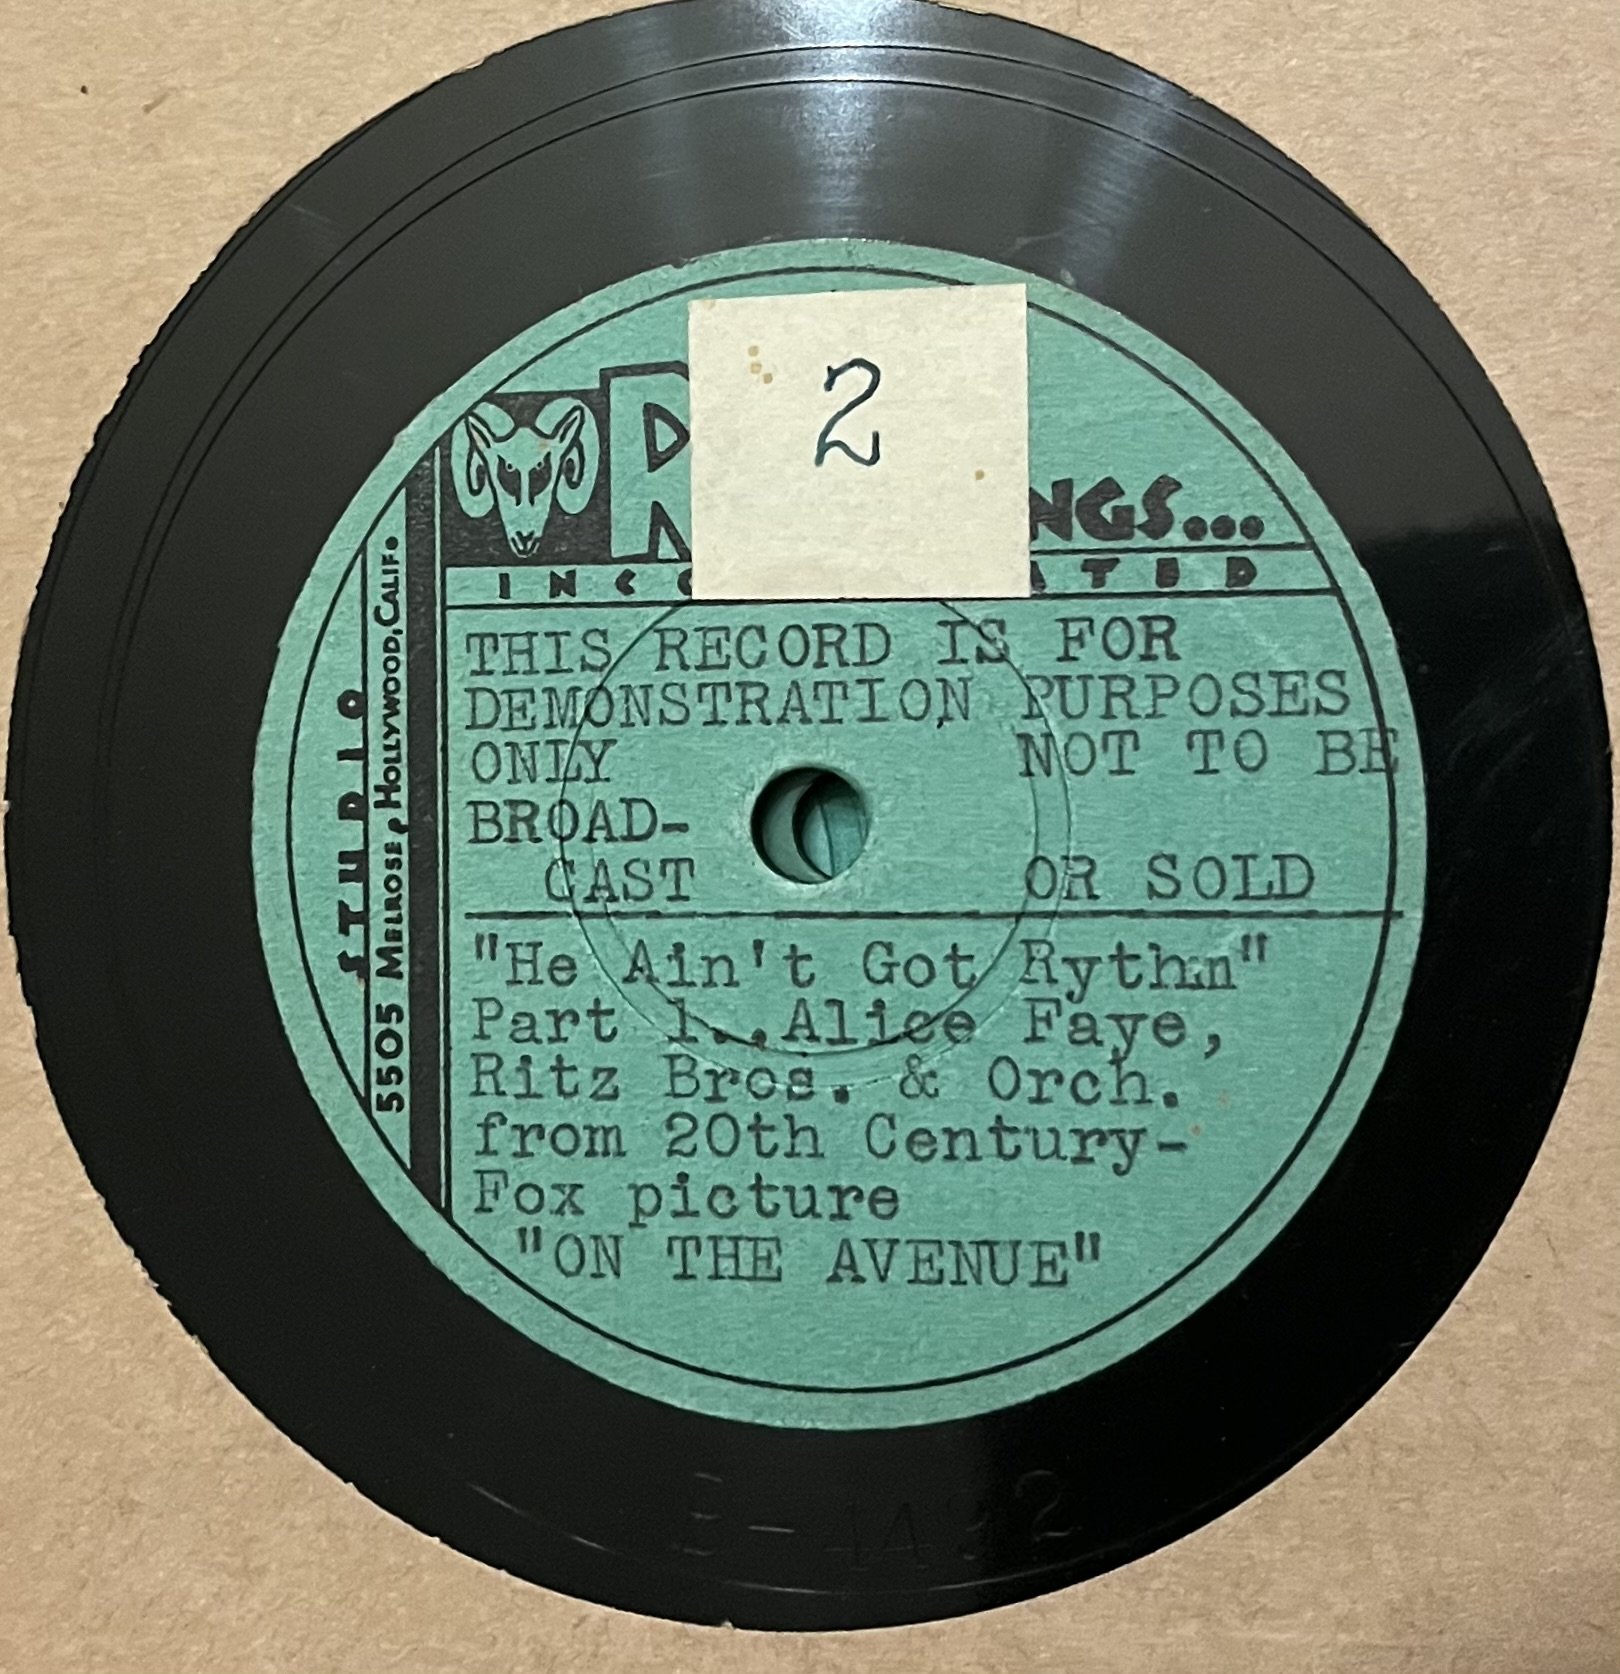 2
NGS...
STUDIO
5505 MELROSE, HOLLYWOOD, CALIF.
THIS RECORD IS FOR
DEMONSTRATION PURPOSES
ONLY NOT TO BE
BROAD-
CAST OR SOLD
"He Ain't Got Rythm"
Part 1..Alice Faye,
Ritz Bros. & Orch.
from 20th Century-
Fox picture
"ON THE AVENUE"